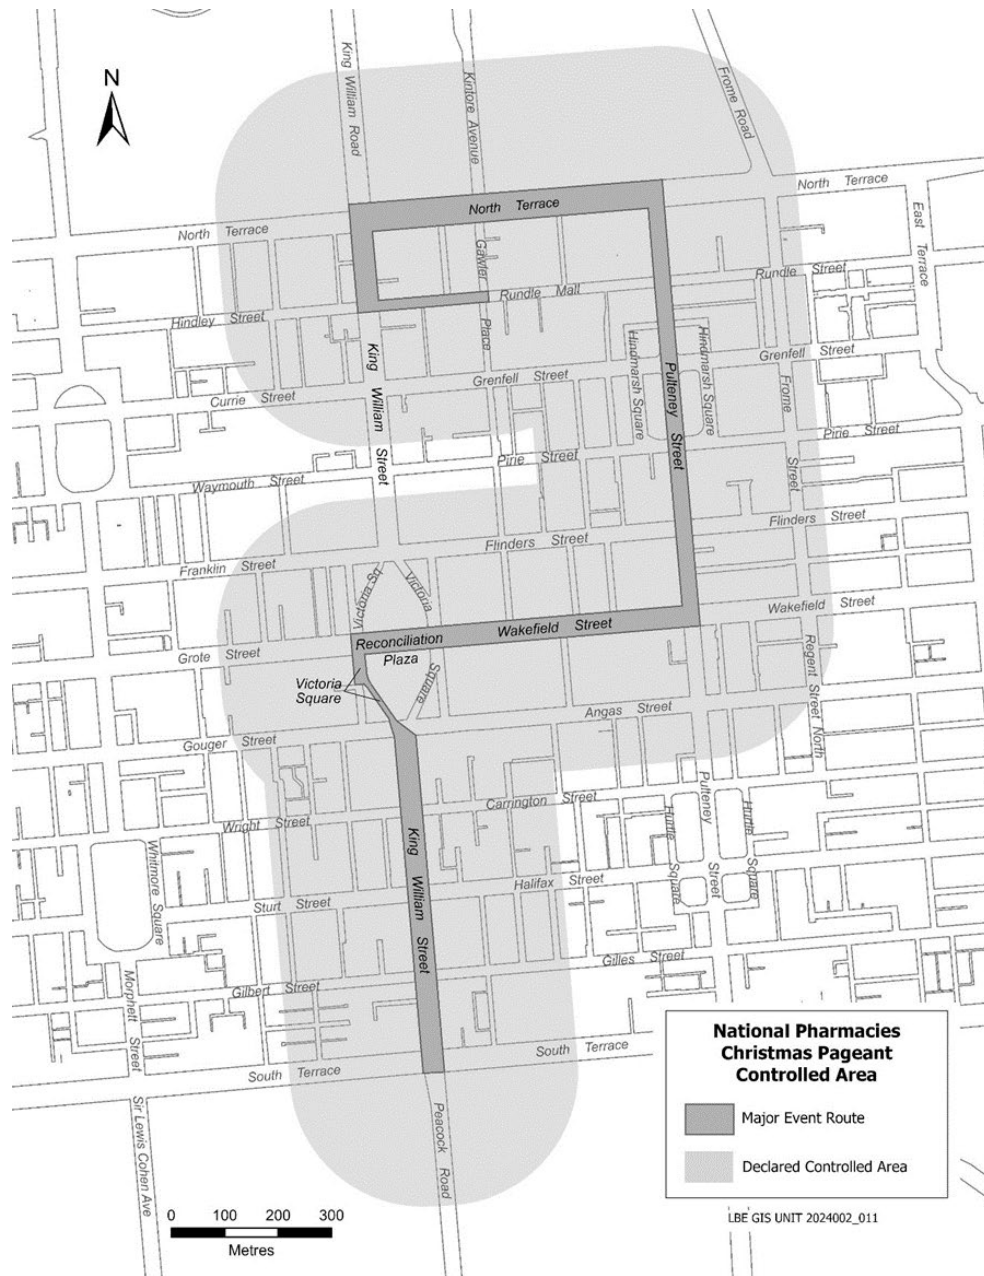 N
King William Road
Kintore Avenue
Frome Road
North Terrace
North Terrace
North Terrace
East Terrace
Gawler Place
Rundle Mall
Rundle Street
Hindley Street
King William Street
Hindmarsh Square
Hindmarsh Square
Pulteney Street
Grenfell Street
Grenfell Street
Currie Street
Frome Street
Pirie Street
Pirie Street
Waymouth Street
Flinders Street
Flinders Street
Franklin Street
Victoria Sq
Victoria
Square
Wakefield Street
Wakefield Street
Reconciliation
Plaza
Grote Street
Victoria
Square
Regent Street North
Angas Street
Gouger Street
Pulteney Street
Hurtle Square
Hurtle Square
Carrington Street
Wright Street
King William Street
Whitmore Square
Halifax Street
Sturt Street
Gilles Street
Gilbert Street
Morphett Street
South Terrace
South Terrace
Sir Lewis Cohen Ave
Peacock Road
National Pharmacies
Christmas Pageant
Controlled Area
Major Event Route
Declared Controlled Area
LBE GIS UNIT 2024002_011
0 100 200 300
Metres